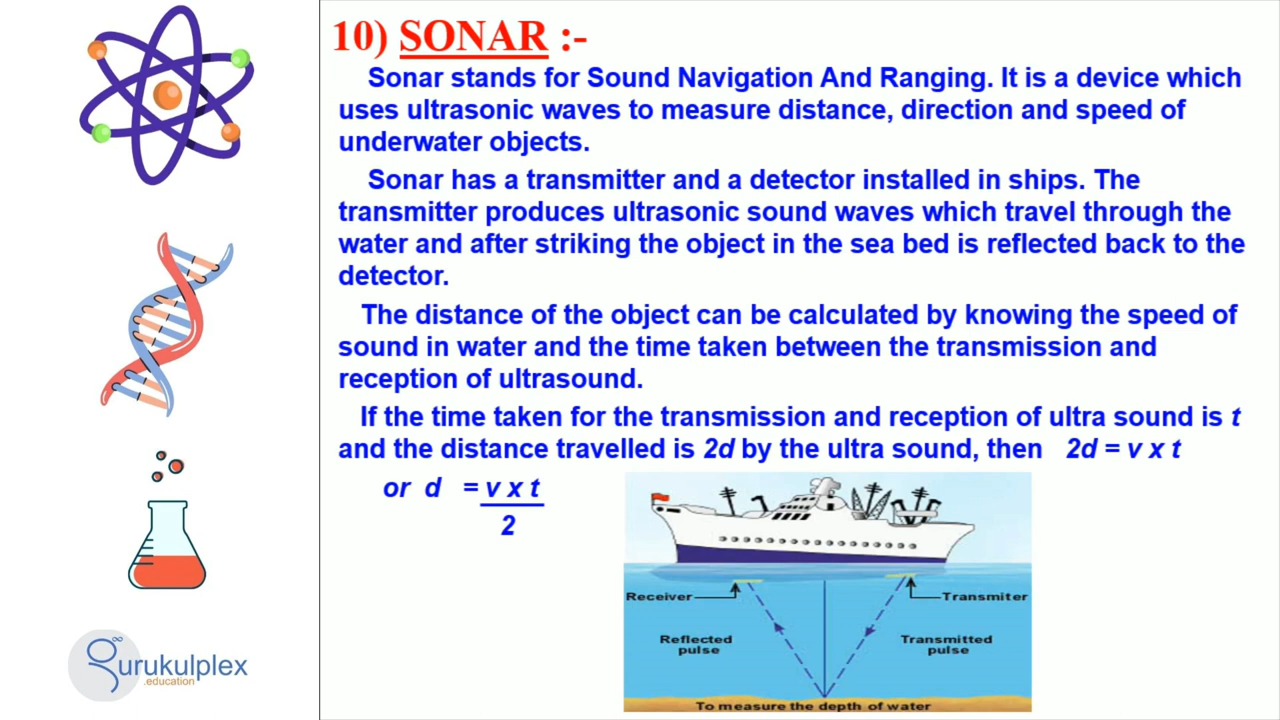 10) SONAR :-
Sonar stands for Sound Navigation And Ranging. It is a device which
uses ultrasonic waves to measure distance, direction and speed of
underwater objects.
Sonar has a transmitter and a detector installed in ships. The
transmitter produces ultrasonic sound waves which travel through the
water and after striking the object in the sea bed is reflected back to the
detector.
The distance of the object can be calculated by knowing the speed of
sound in water and the time taken between the transmission and
reception of ultrasound.
If the time taken for the transmission and reception of ultra sound is t
and the distance travelled is 2d by the ultra sound, then 2d = v x t
or d = v x t
2
Receiver
Transmiter
Reflected
pulse
Transmitted
pulse
To measure the depth of water
gurukulplex
.education